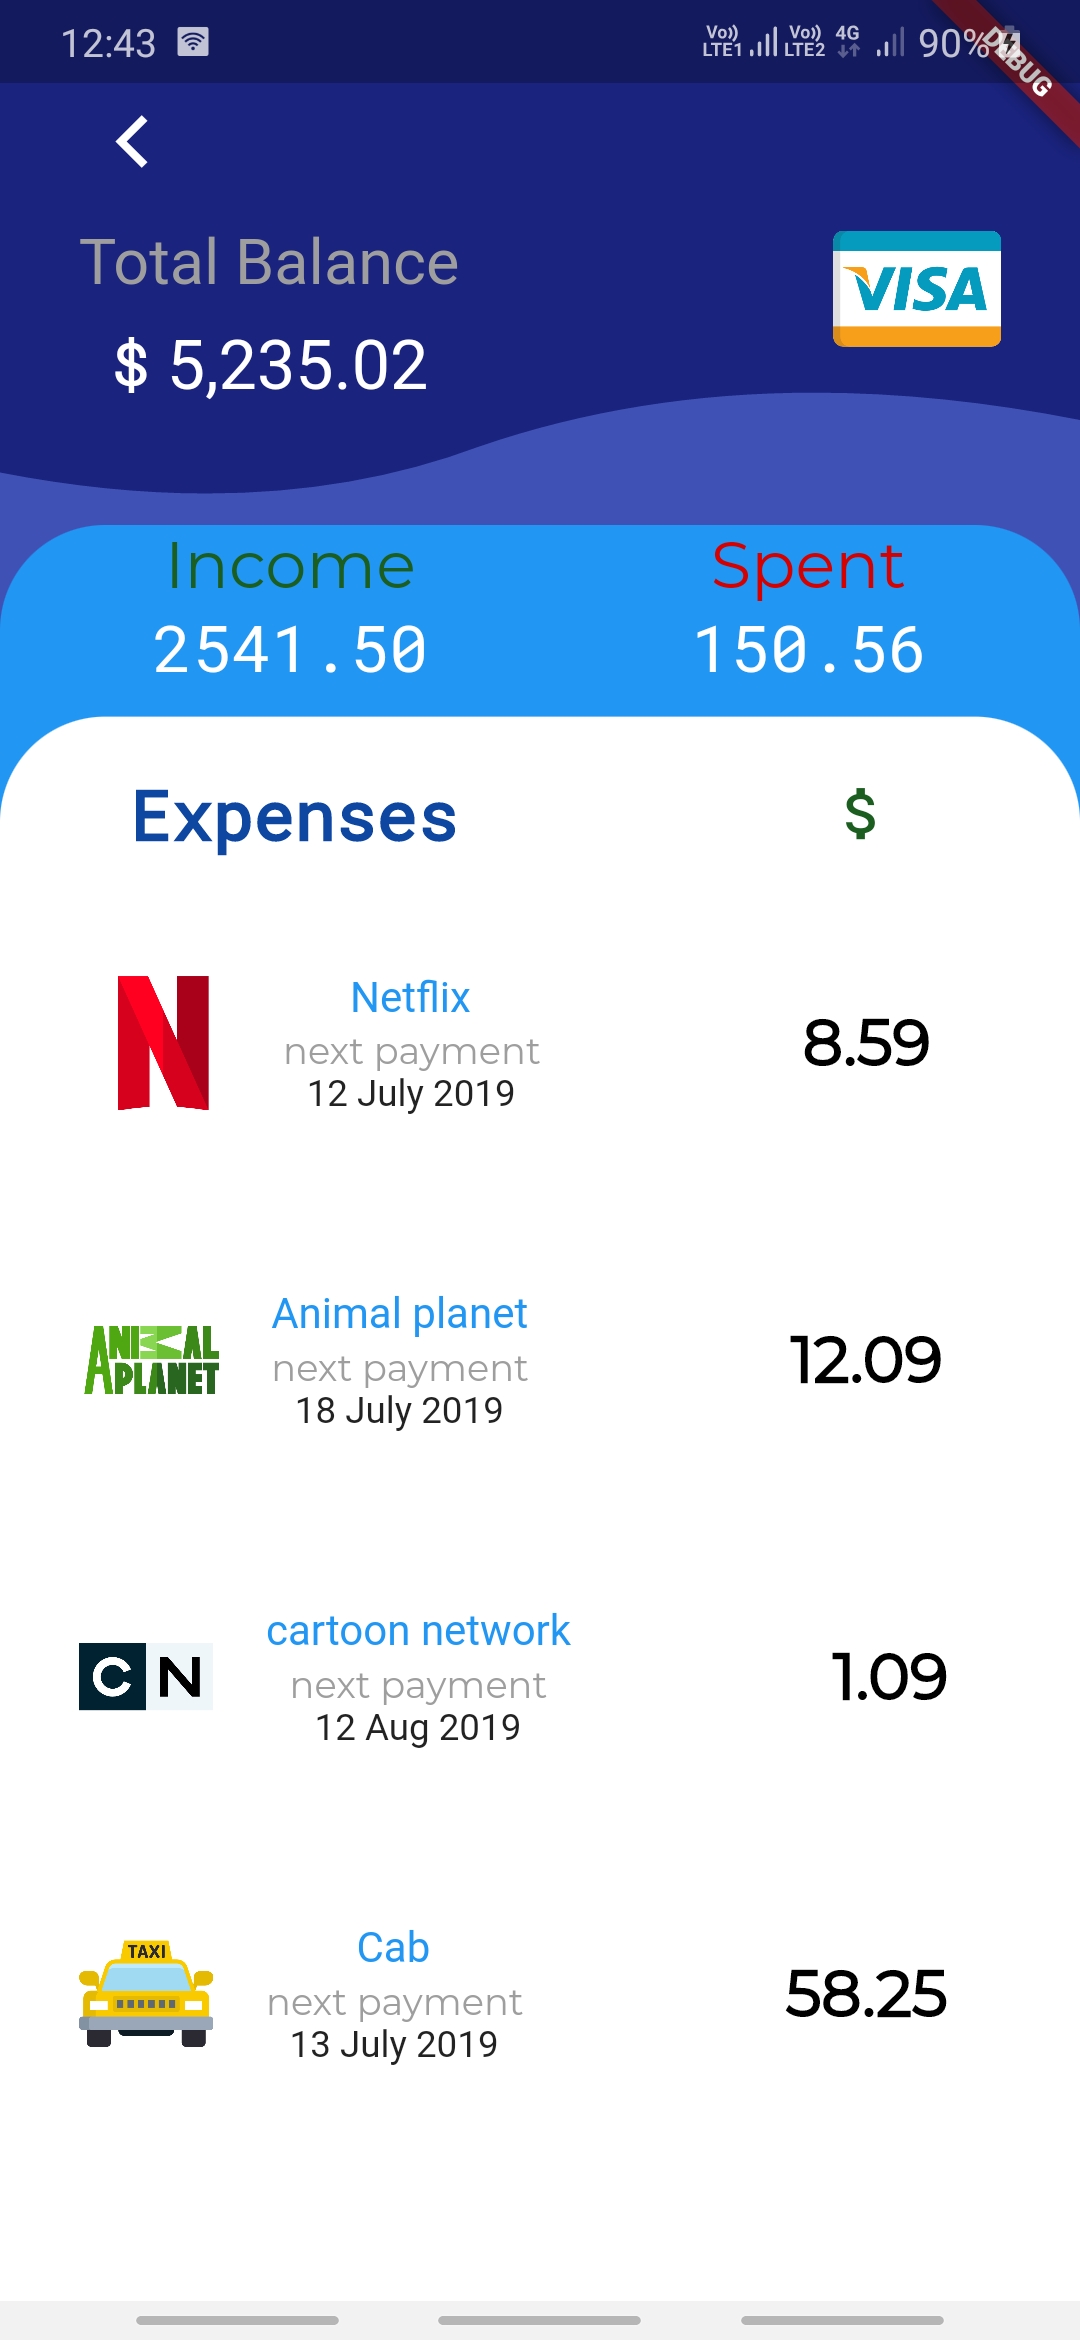 12:43
Vo)) LTE1 Vo)) LTE2 4G 90%
DEBUG
Total Balance
VISA
$ 5,235.02
Income Spent
2541.50 150.56
Expenses $
N
Netflix
next payment
12 July 2019
8.59
ANIMAL
PLANET
Animal planet
next payment
18 July 2019
12.09
CN
cartoon network
next payment
12 Aug 2019
1.09
TAXI
Cab
next payment
13 July 2019
58.25